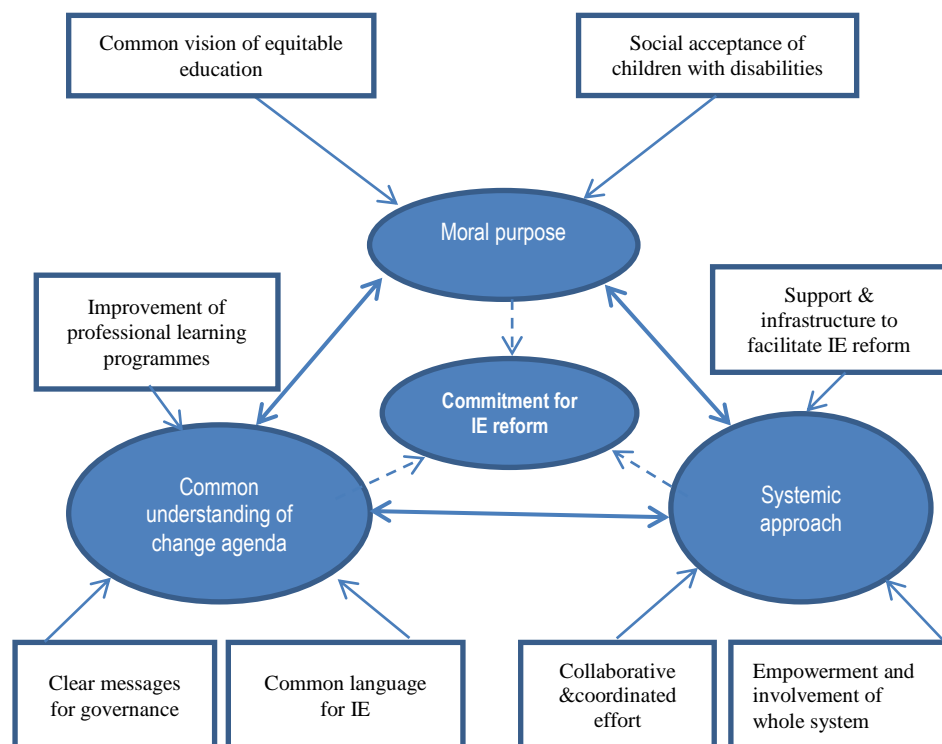 Common vision of equitable
education
Social acceptance of
children with disabilities
Moral purpose
Improvement of
professional learning
programmes
Support &
infrastructure to
facilitate IE reform
Commitment for
IE reform
Common
understanding of
change agenda
Systemic
approach
Clear messages
for governance
Common language
for IE
Collaborative
&coordinated
effort
Empowerment and
involvement of
whole system